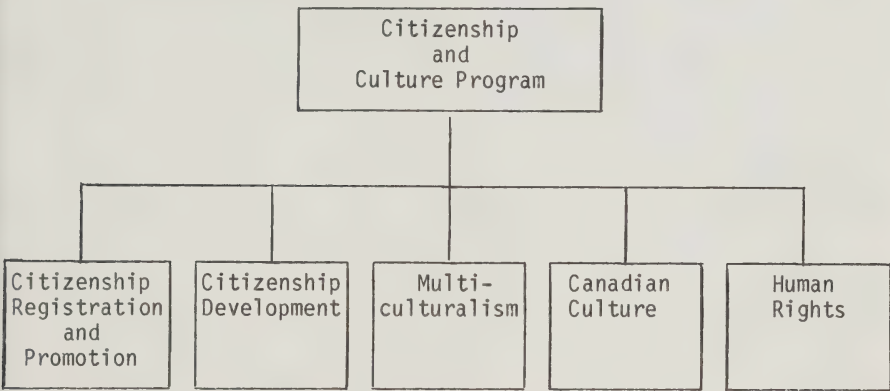 Citizenship
and
Culture Program
Citizenship
Registration
and
Promotion
Citizenship
Development
Multi-
culturalism
Canadian
Culture
Human
Rights